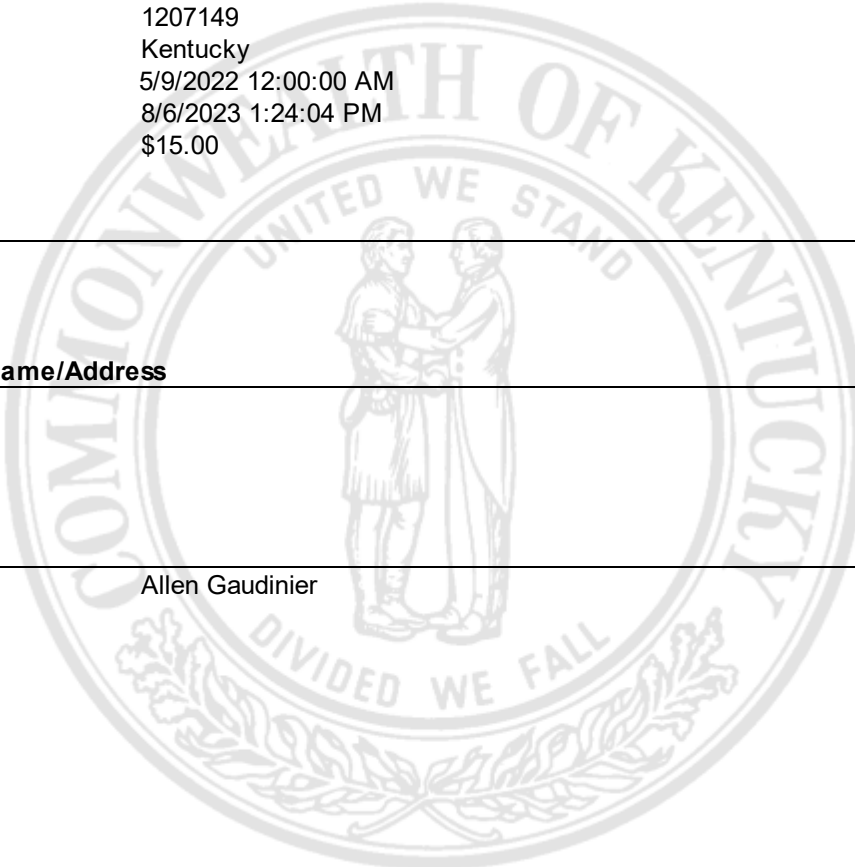 1207149
Kentucky
5/9/2022 12:00:00 AM
8/6/2023 1:24:04 PM
$15.00
COMMONWEALTH OF KENTUCKY
UNITED WE STAND
ame/Address
Allen Gaudinier
DIVIDED WE FALL